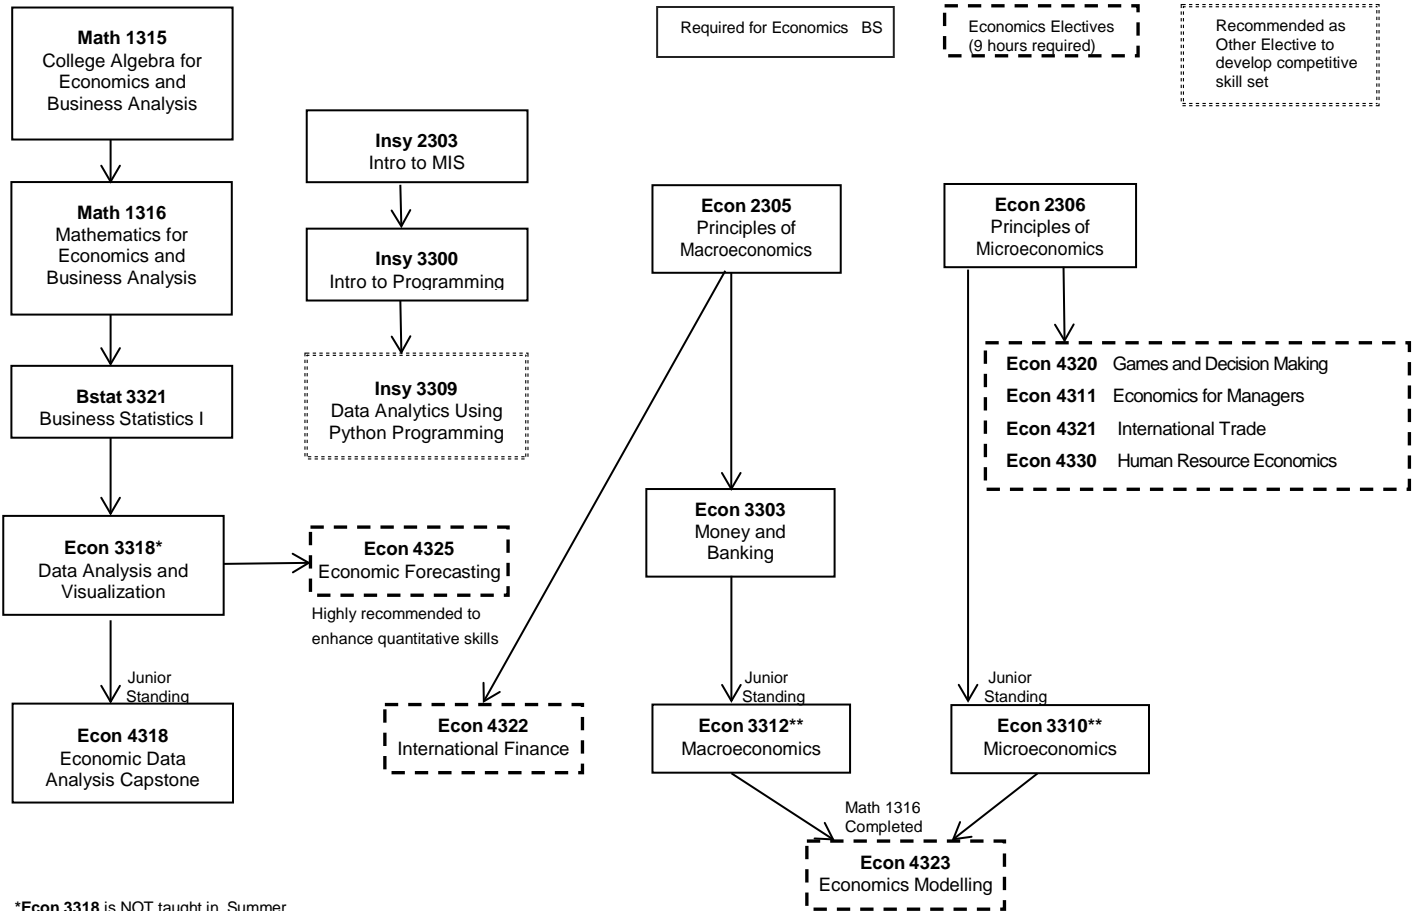 Math 1315
College Algebra for
Economics and
Business Analysis
Required for Economics BS
Economics Electives
(9 hours required)
Recommended as
Other Elective to
develop competitive
skill set
Insy 2303
Intro to MIS
Math 1316
Mathematics for
Economics and
Business Analysis
Insy 3300
Intro to Programming
Econ 2305
Principles of
Macroeconomics
Econ 2306
Principles of
Microeconomics
Bstat 3321
Business Statistics I
Insy 3309
Data Analytics Using
Python Programming
Econ 4320 Games and Decision Making
Econ 4311 Economics for Managers
Econ 4321 International Trade
Econ 4330 Human Resource Economics
Econ 3318*
Data Analysis and
Visualization
Econ 4325
Economic Forecasting
Highly recommended to
enhance quantitative skills
Econ 3303
Money and
Banking
Junior
Standing
Econ 4318
Economic Data
Analysis Capstone
Econ 4322
International Finance
Junior
Standing
Econ 3312**
Macroeconomics
Junior
Standing
Econ 3310**
Microeconomics
Math 1316
Completed
Econ 4323
Economics Modelling
*Econ 3318 is NOT taught in Summer